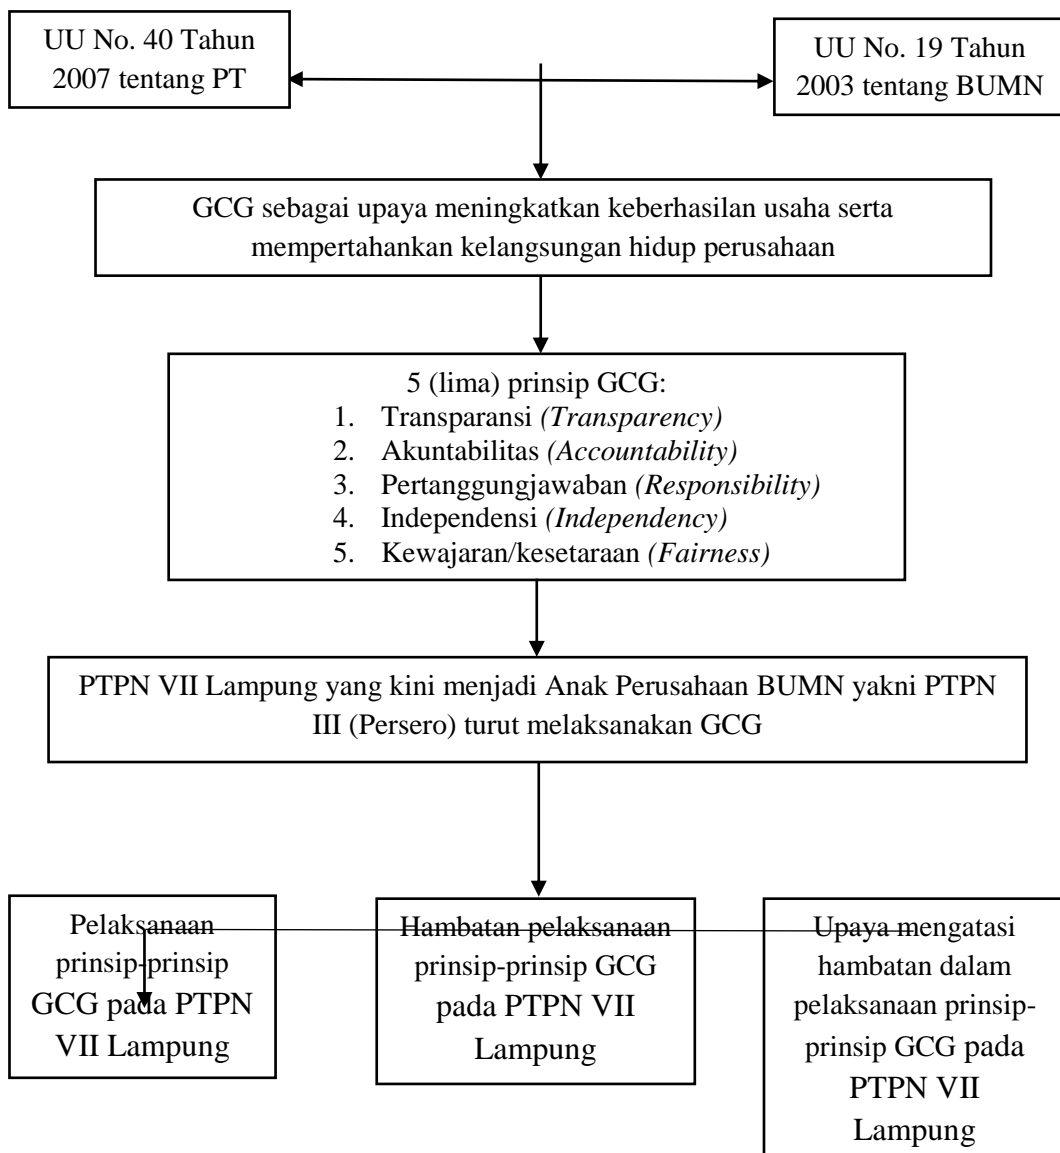 UU No. 40 Tahun
2007 tentang PT
UU No. 19 Tahun
2003 tentang BUMN
GCG sebagai upaya meningkatkan keberhasilan usaha serta
mempertahankan kelangsungan hidup perusahaan
5 (lima) prinsip GCG:
1. Transparansi (Transparency)
2. Akuntabilitas (Accountability)
3. Pertanggungjawaban (Responsibility)
4. Independensi (Independency)
5. Kewajaran/kesetaraan (Fairness)
PTPN VII Lampung yang kini menjadi Anak Perusahaan BUMN yakni PTPN
III (Persero) turut melaksanakan GCG
Pelaksanaan
prinsip-prinsip
GCG pada PTPN
VII Lampung
Hambatan pelaksanaan
prinsip-prinsip GCG
pada PTPN VII
Lampung
Upaya mengatasi
hambatan dalam
pelaksanaan prinsip-
prinsip GCG pada
PTPN VII
Lampung